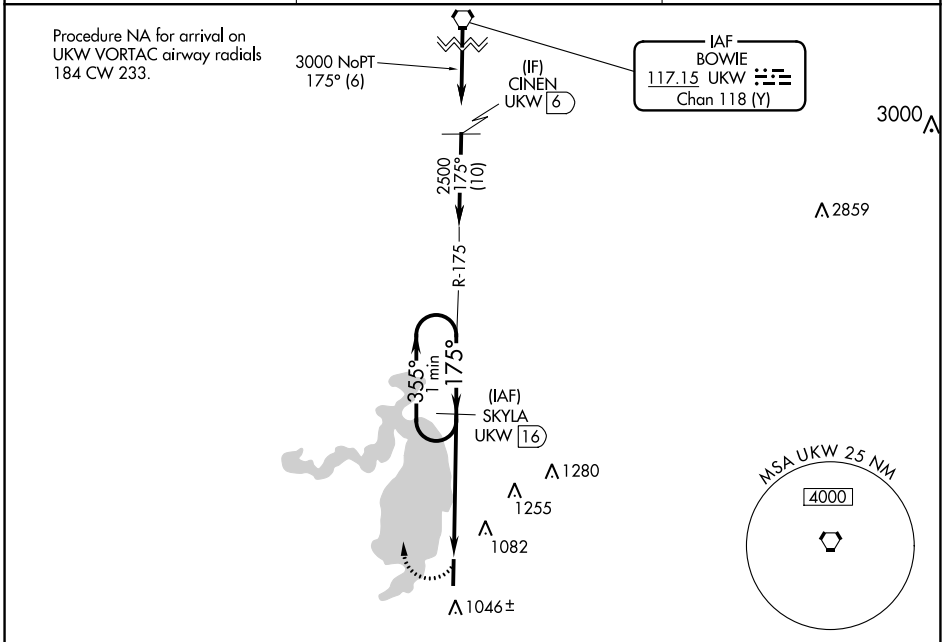 Procedure NA for arrival on
UKW VORTAC airway radials
184 CW 233.
3000 NoPT
175° (6)
(IF)
CINEN
UKW 6
IAF
BOWIE
117.15 UKW
Chan 118 (Y)
3000
2859
2500
175°
(10)
R-175
355°
1 min
175°
(IAF)
SKYLA
UKW 16
1280
1255
1082
1046±
MSA UKW 25 NM
4000